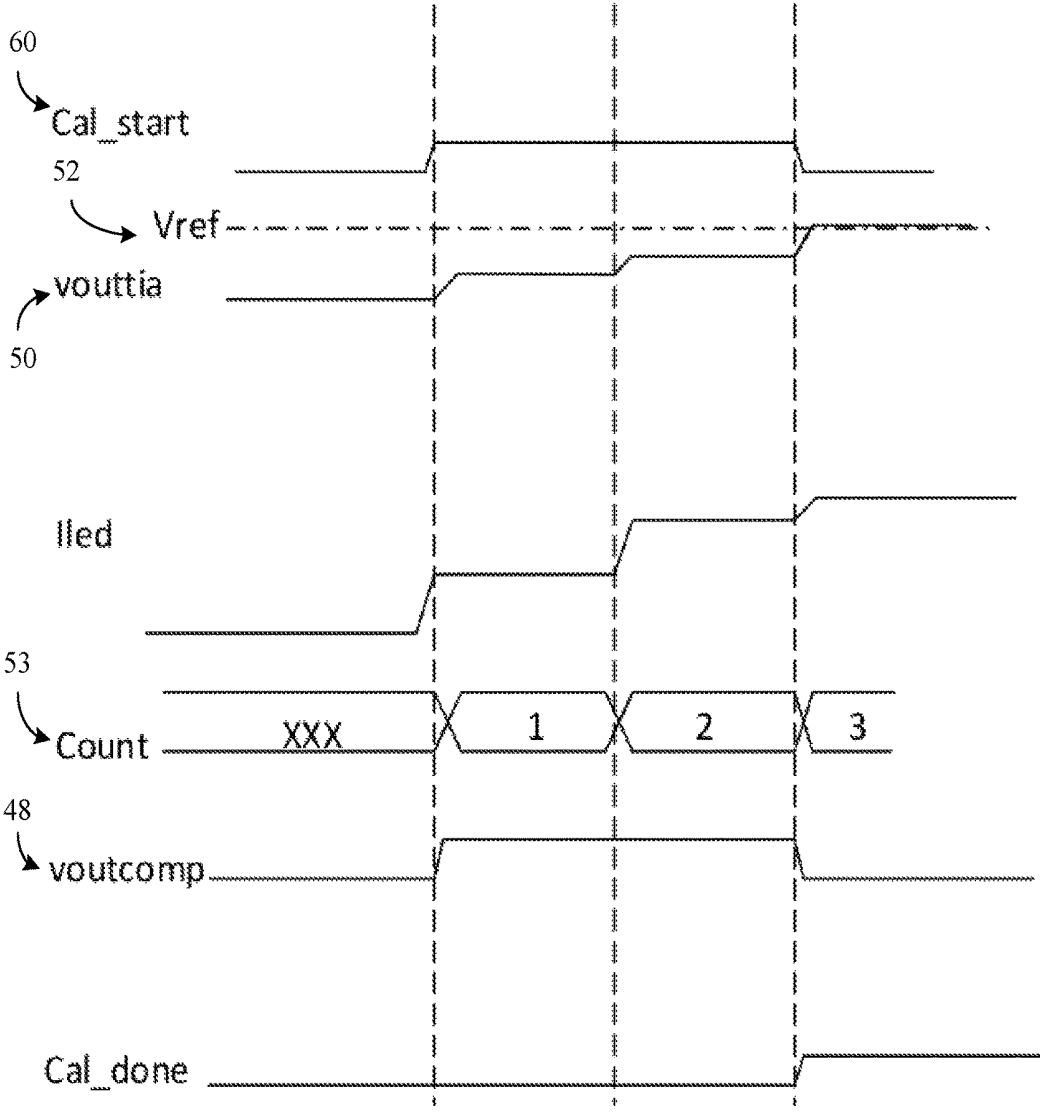 60
Cal_start
52
Vref
vouttia
50
Iled
53
XXX 1 2 3
Count
48
voutcomp
Cal_done